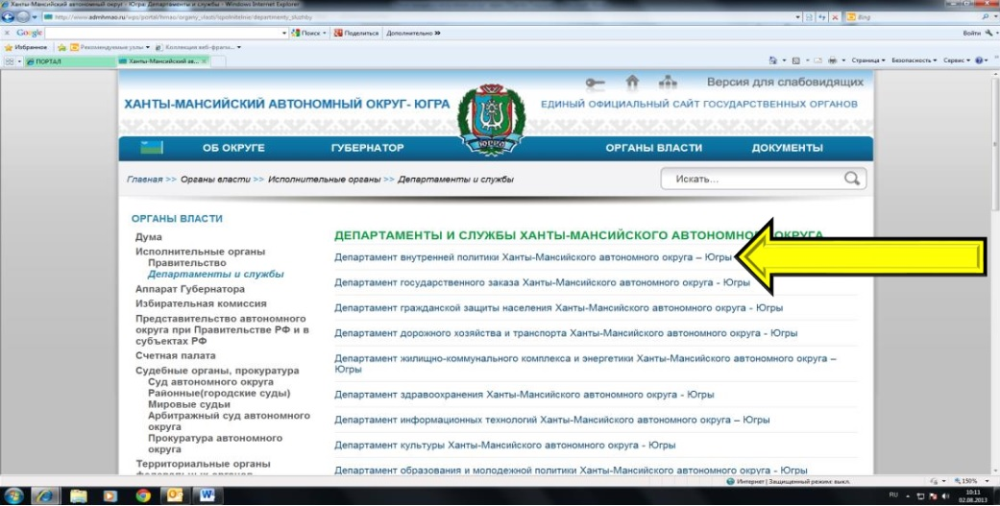 Ханты-Мансийский автономный округ - Югра: Департаменты и службы - Windows Internet Explorer
http://www.admhmao.ru/wps/portal/hmao/organy_vlasti/ispolnitelnie/departmenty_sluzhby
Bing
x Google
Поиск
Поделиться
Дополнительно »
Войти
Избранное
Рекомендуемые узлы
Коллекция веб-фрагм...
ПОРТАЛ
Ханты-Мансийский ав...
Страница Безопасность Сервис
Версия для слабовидящих
ХАНТЫ-МАНСИЙСКИЙ АВТОНОМНЫЙ ОКРУГ- ЮГРА
ЕДИНЫЙ ОФИЦИАЛЬНЫЙ САЙТ ГОСУДАРСТВЕННЫХ ОРГАНОВ
ЮГРА
ОБ ОКРУГЕ ГУБЕРНАТОР ОРГАНЫ ВЛАСТИ ДОКУМЕНТЫ
Главная >> Органы власти >> Исполнительные органы >> Департаменты и службы
Искать...
ОРГАНЫ ВЛАСТИ
Дума
Исполнительные органы
Правительство
Департаменты и службы
Аппарат Губернатора
Избирательная комиссия
Представительство автономного
округа при Правительстве РФ и в
субъектах РФ
Счетная палата
Судебные органы, прокуратура
Суд автономного округа
Районные(городские суды)
Мировые судьи
Арбитражный суд автономного
округа
Прокуратура автономного
округа
Территориальные органы
федеральных органов
ДЕПАРТАМЕНТЫ И СЛУЖБЫ ХАНТЫ-МАНСИЙСКОГО АВТОНОМНОГО ОКРУГА
Департамент внутренней политики Ханты-Мансийского автономного округа – Югры
Департамент государственного заказа Ханты-Мансийского автономного округа - Югры
Департамент гражданской защиты населения Ханты-Мансийского автономного округа - Югры
Департамент дорожного хозяйства и транспорта Ханты-Мансийского автономного округа - Югры
Департамент жилищно-коммунального комплекса и энергетики Ханты-Мансийского автономного округа –
Югры
Департамент здравоохранения Ханты-Мансийского автономного округа - Югры
Департамент информационных технологий Ханты-Мансийского автономного округа – Югры
Департамент культуры Ханты-Мансийского автономного округа - Югры
Департамент образования и молодежной политики Ханты-Мансийского автономного округа - Югры
Интернет | Защищенный режим: выкл.
150%
RU
10:11
02.08.2013